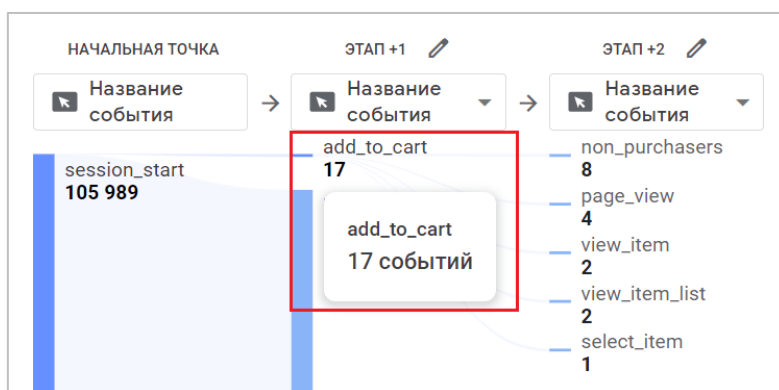 НАЧАЛЬНАЯ ТОЧКА
ЭТАП +1
ЭТАП +2
Название
события
Название
события
Название
события
session_start
105 989
add_to_cart
17
add_to_cart
17 событий
non_purchasers
8
page_view
4
view_item
2
view_item_list
2
select_item
1